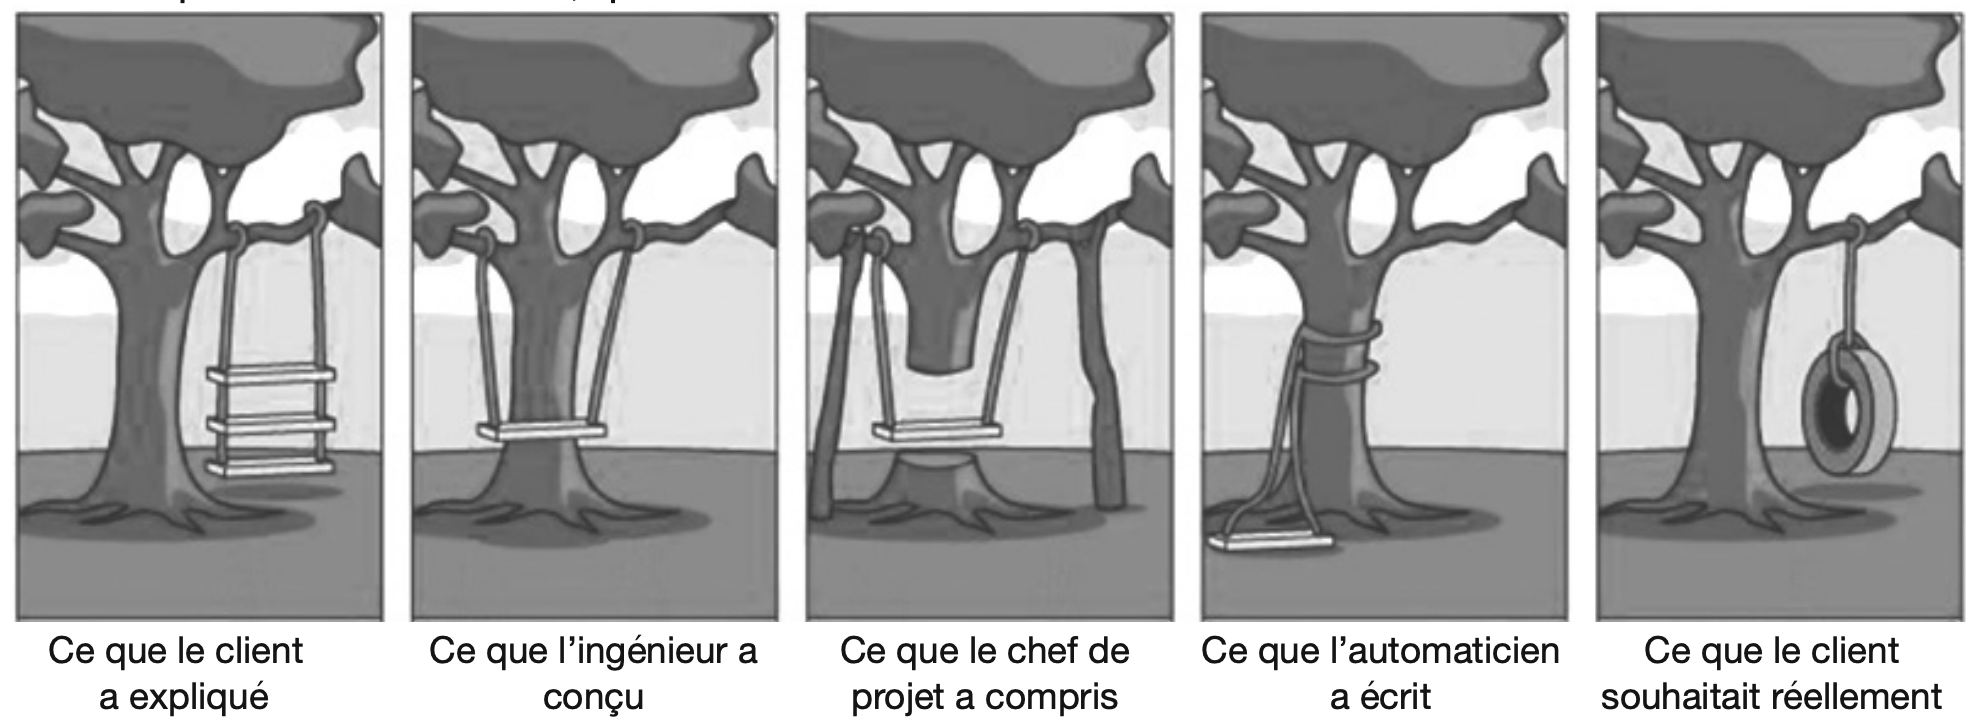 Ce que le client
a expliqué
Ce que l’ingénieur a
conçu
Ce que le chef de
projet a compris
Ce que l’automaticien
a écrit
Ce que le client
souhaitait réellement